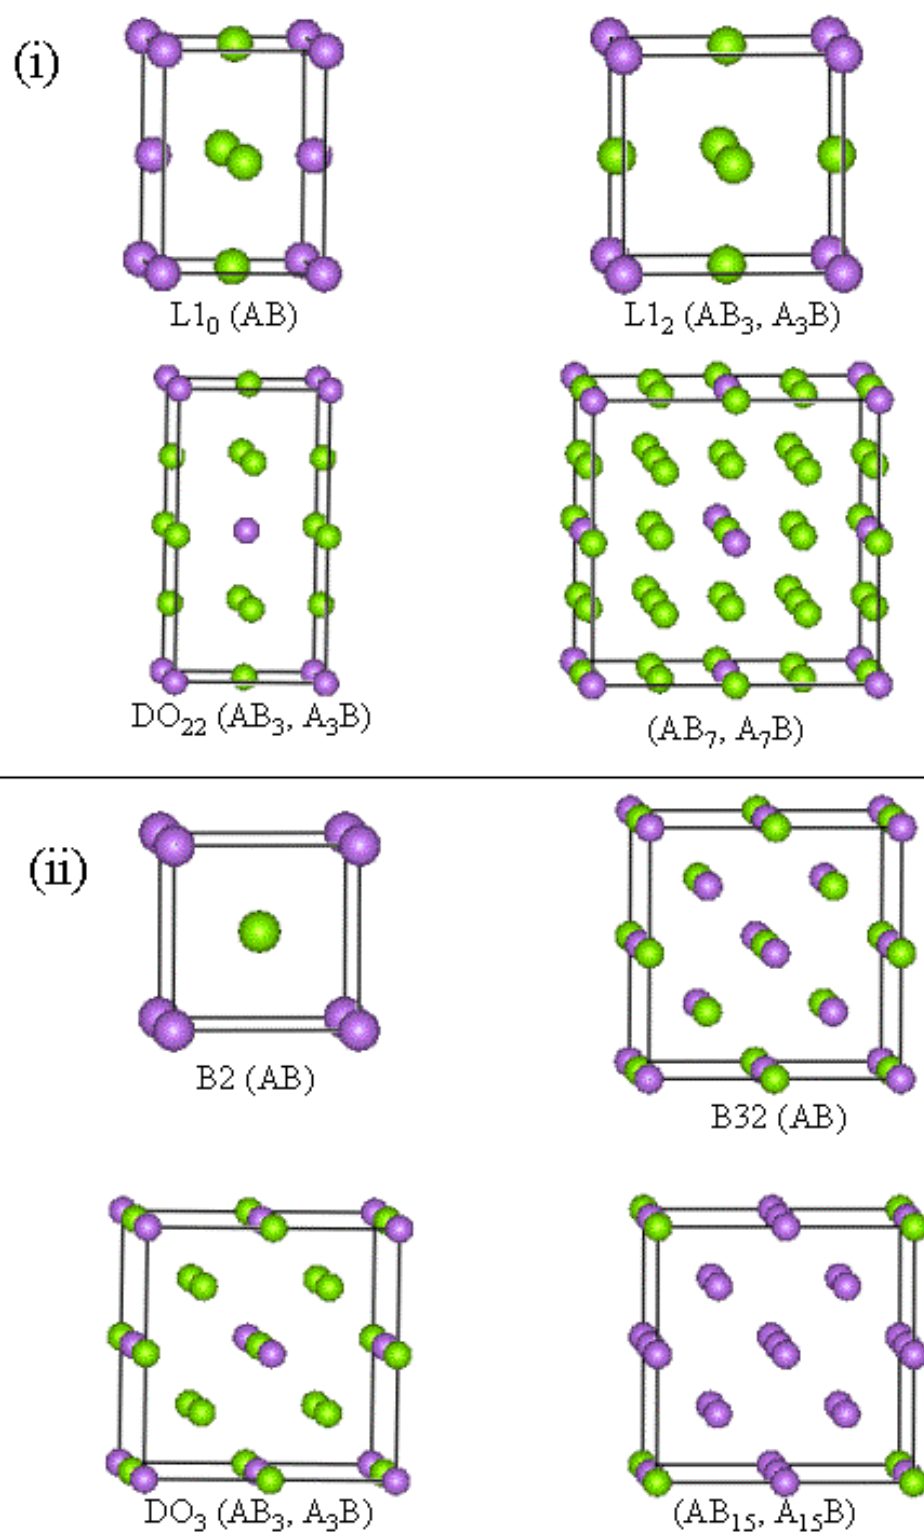 (i)
L1₀ (AB)
L1₂ (AB₃, A₃B)
DO₂₂ (AB₃, A₃B)
(AB₇, A₇B)
(ii)
B2 (AB)
B32 (AB)
DO₃ (AB₃, A₃B)
(AB₁₅, A₁₅B)